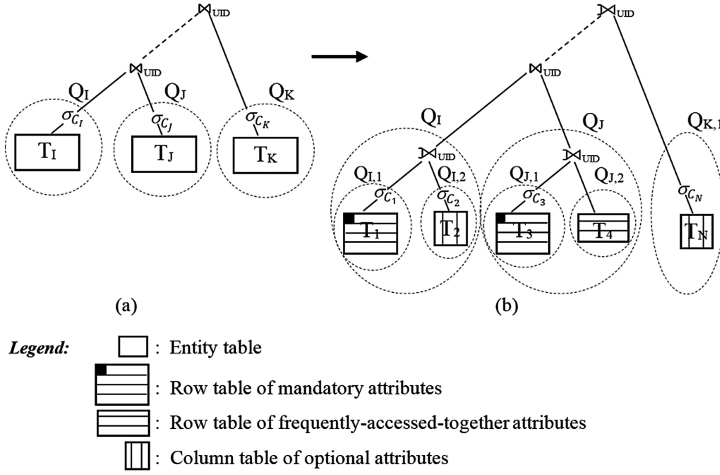 ⋈UID
⋈UID
QI QJ QK
σCI σCJ σCK
TI TJ TK
(a)
⟕UID
⋈UID
QI QJ QK,1
⟕UID ⟕UID
QI,1 QI,2 QJ,1 QJ,2
σC1 σC2 σC3 σCN
T1 T2 T3 T4 TN
(b)
Legend: : Entity table
: Row table of mandatory attributes
: Row table of frequently-accessed-together attributes
: Column table of optional attributes